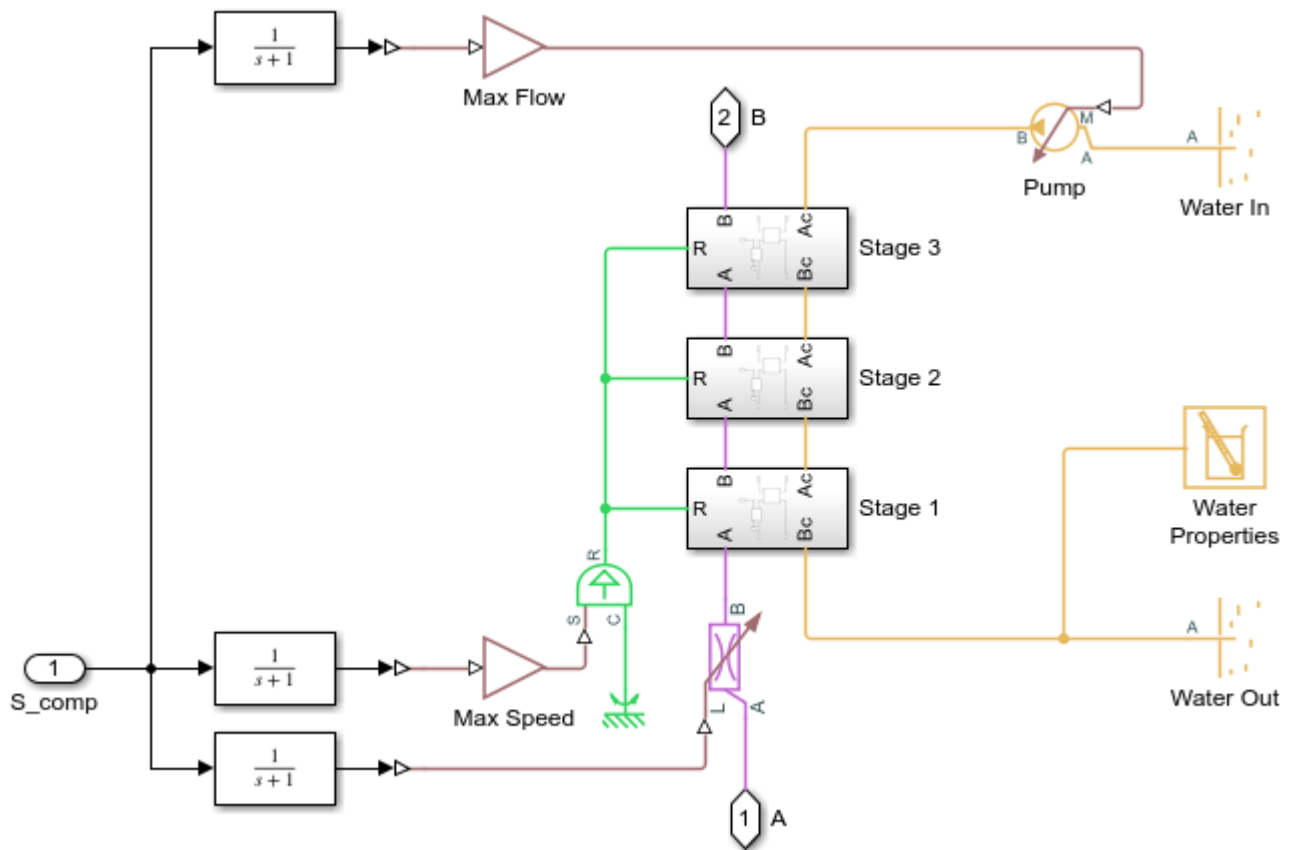 1
s + 1
Max Flow
2
B
M
B
A
A
Pump
Water In
B
Ac
R
A
Bc
Stage 3
B
Ac
R
A
Bc
Stage 2
B
Ac
R
A
Bc
Stage 1
Water
Properties
R
S
C
B
L
A
1
S_comp
1
s + 1
Max Speed
A
Water Out
1
s + 1
1
A